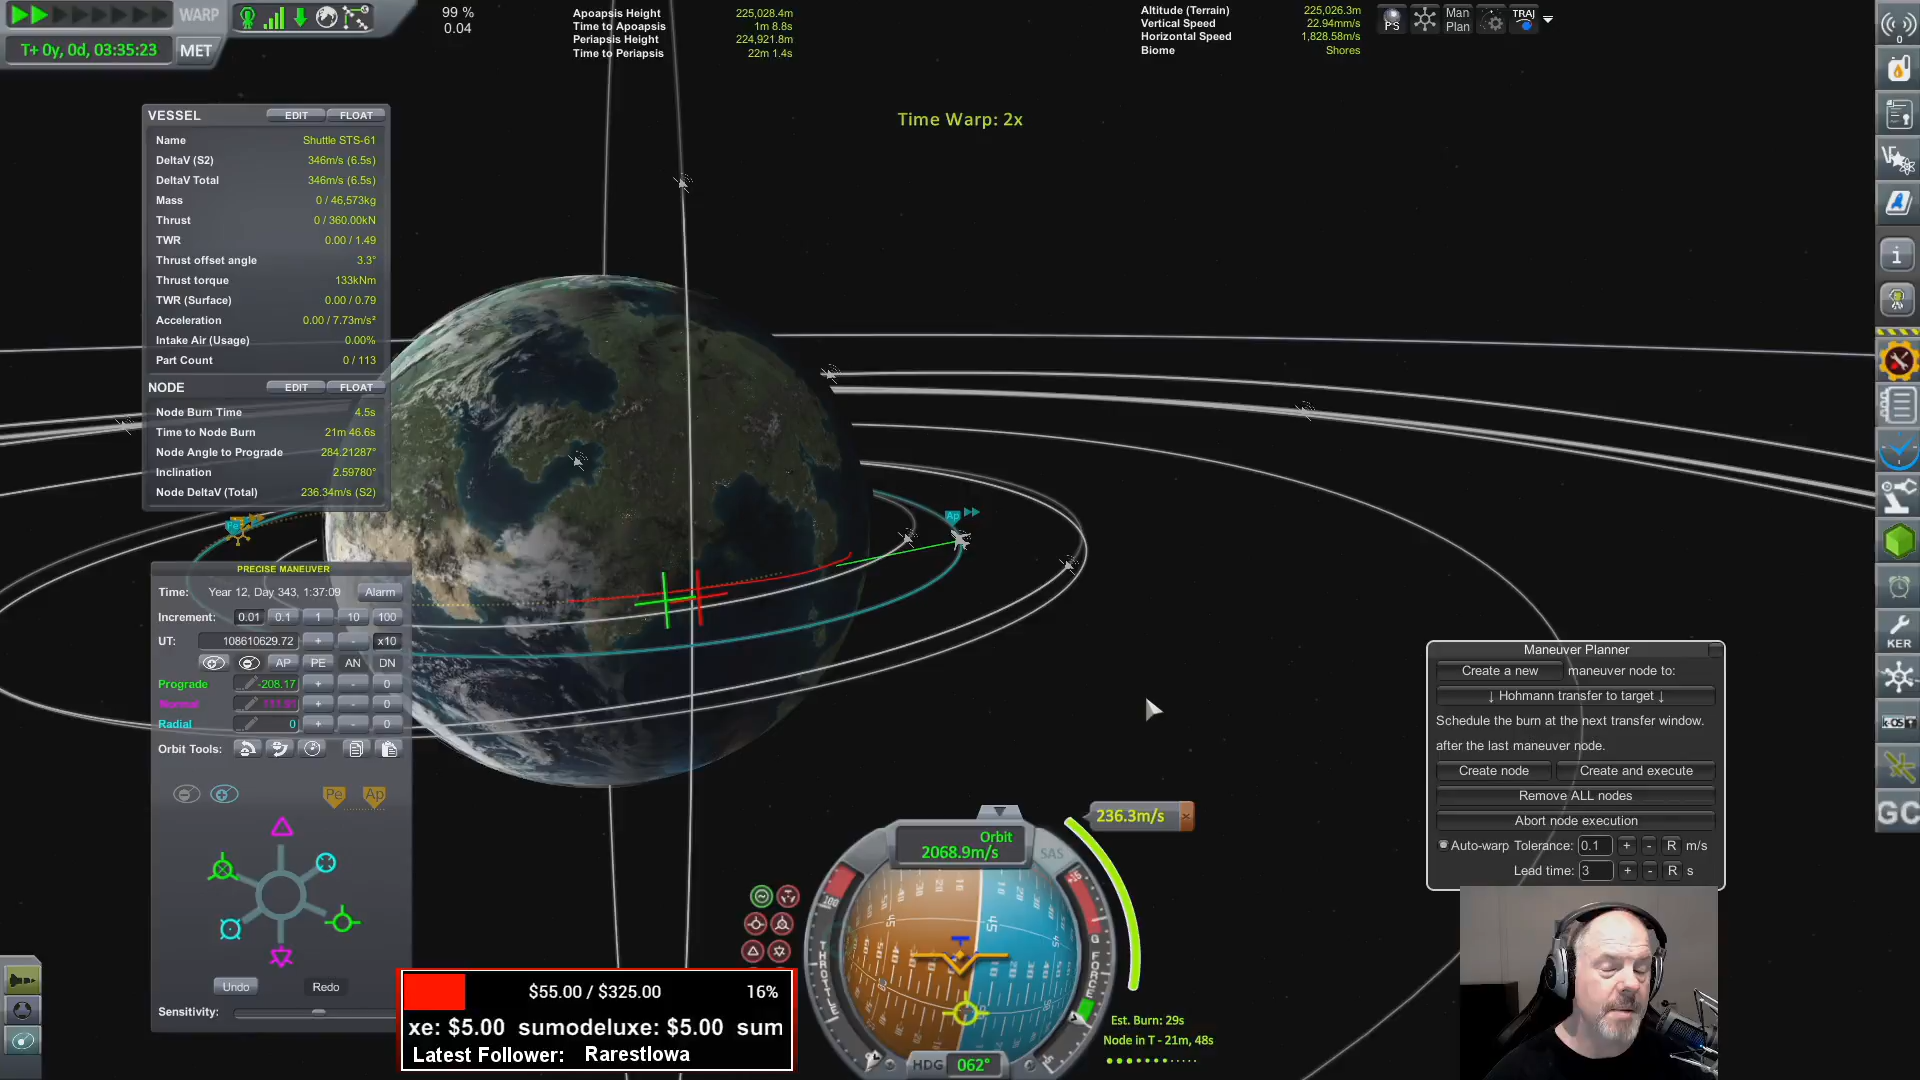 WARP
T+ 0y, 0d, 03:35:23
MET
99 %
0.04
Apoapsis Height 225,028.4m
Time to Apoapsis 1m 8.8s
Periapsis Height 224,921.8m
Time to Periapsis 22m 1.4s
Altitude (Terrain) 225,026.3m
Vertical Speed 22.94mm/s
Horizontal Speed 1,828.58m/s
Biome Shores
PS
Man Plan
TRAJ
0
Time Warp: 2x
VESSEL EDIT FLOAT
Name Shuttle STS-61
DeltaV (S2) 346m/s (6.5s)
DeltaV Total 346m/s (6.5s)
Mass 0 / 46,573kg
Thrust 0 / 360.00kN
TWR 0.00 / 1.49
Thrust offset angle 3.3°
Thrust torque 133kNm
TWR (Surface) 0.00 / 0.79
Acceleration 0.00 / 7.73m/s²
Intake Air (Usage) 0.00%
Part Count 0 / 113
NODE EDIT FLOAT
Node Burn Time 4.5s
Time to Node Burn 21m 46.6s
Node Angle to Prograde 284.21287°
Inclination 2.59780°
Node DeltaV (Total) 236.34m/s (S2)
Pe
Ap
PRECISE MANEUVER
Time: Year 12, Day 343, 1:37:09 Alarm
Increment: 0.01 0.1 1 10 100
UT: 108610629.72 + - x10
AP PE AN DN
Prograde -208.17 + - 0
Normal + - 0
Radial 0 + - 0
Orbit Tools:
Pe Ap
Undo Redo
Sensitivity:
Maneuver Planner
Create a new maneuver node to:
↓ Hohmann transfer to target ↓
Schedule the burn at the next transfer window.
after the last maneuver node.
Create node Create and execute
Remove ALL nodes
Abort node execution
Auto-warp Tolerance: 0.1 + - R m/s
Lead time: 3 + - R s
KER
k-OS
GC
236.3m/s
Orbit
2068.9m/s
SAS
THROTTLE
G FORCE
HDG 062°
Est. Burn: 29s
Node in T - 21m, 48s
$55.00 / $325.00 16%
xe: $5.00 sumodeluxe: $5.00 sum
Latest Follower: RarestIowa